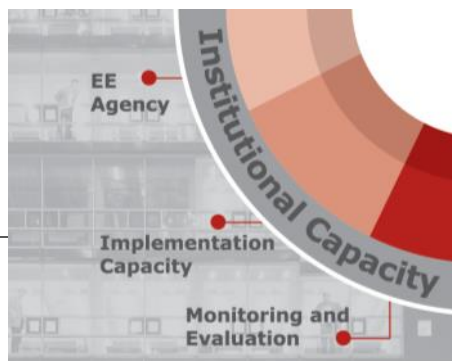 Institutional Capacity
EE
Agency
Implementation
Capacity
Monitoring and
Evaluation